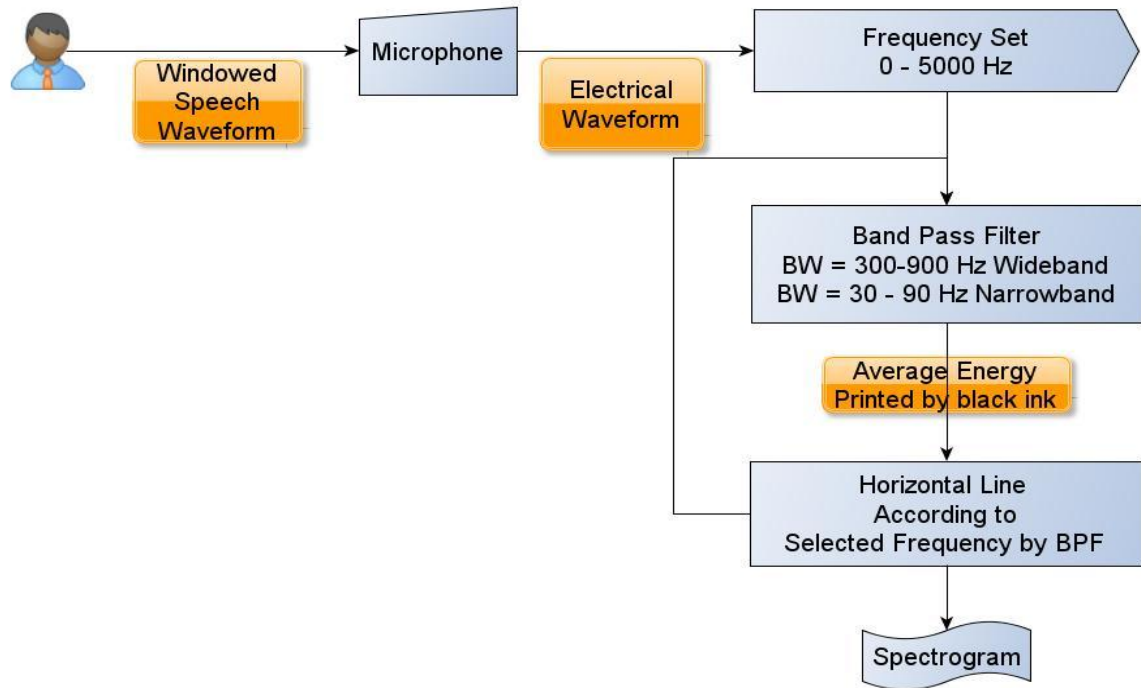 Windowed
Speech
Waveform
Microphone
Electrical
Waveform
Frequency Set
0 - 5000 Hz
Band Pass Filter
BW = 300-900 Hz Wideband
BW = 30 - 90 Hz Narrowband
Average Energy
Printed by black ink
Horizontal Line
According to
Selected Frequency by BPF
Spectrogram